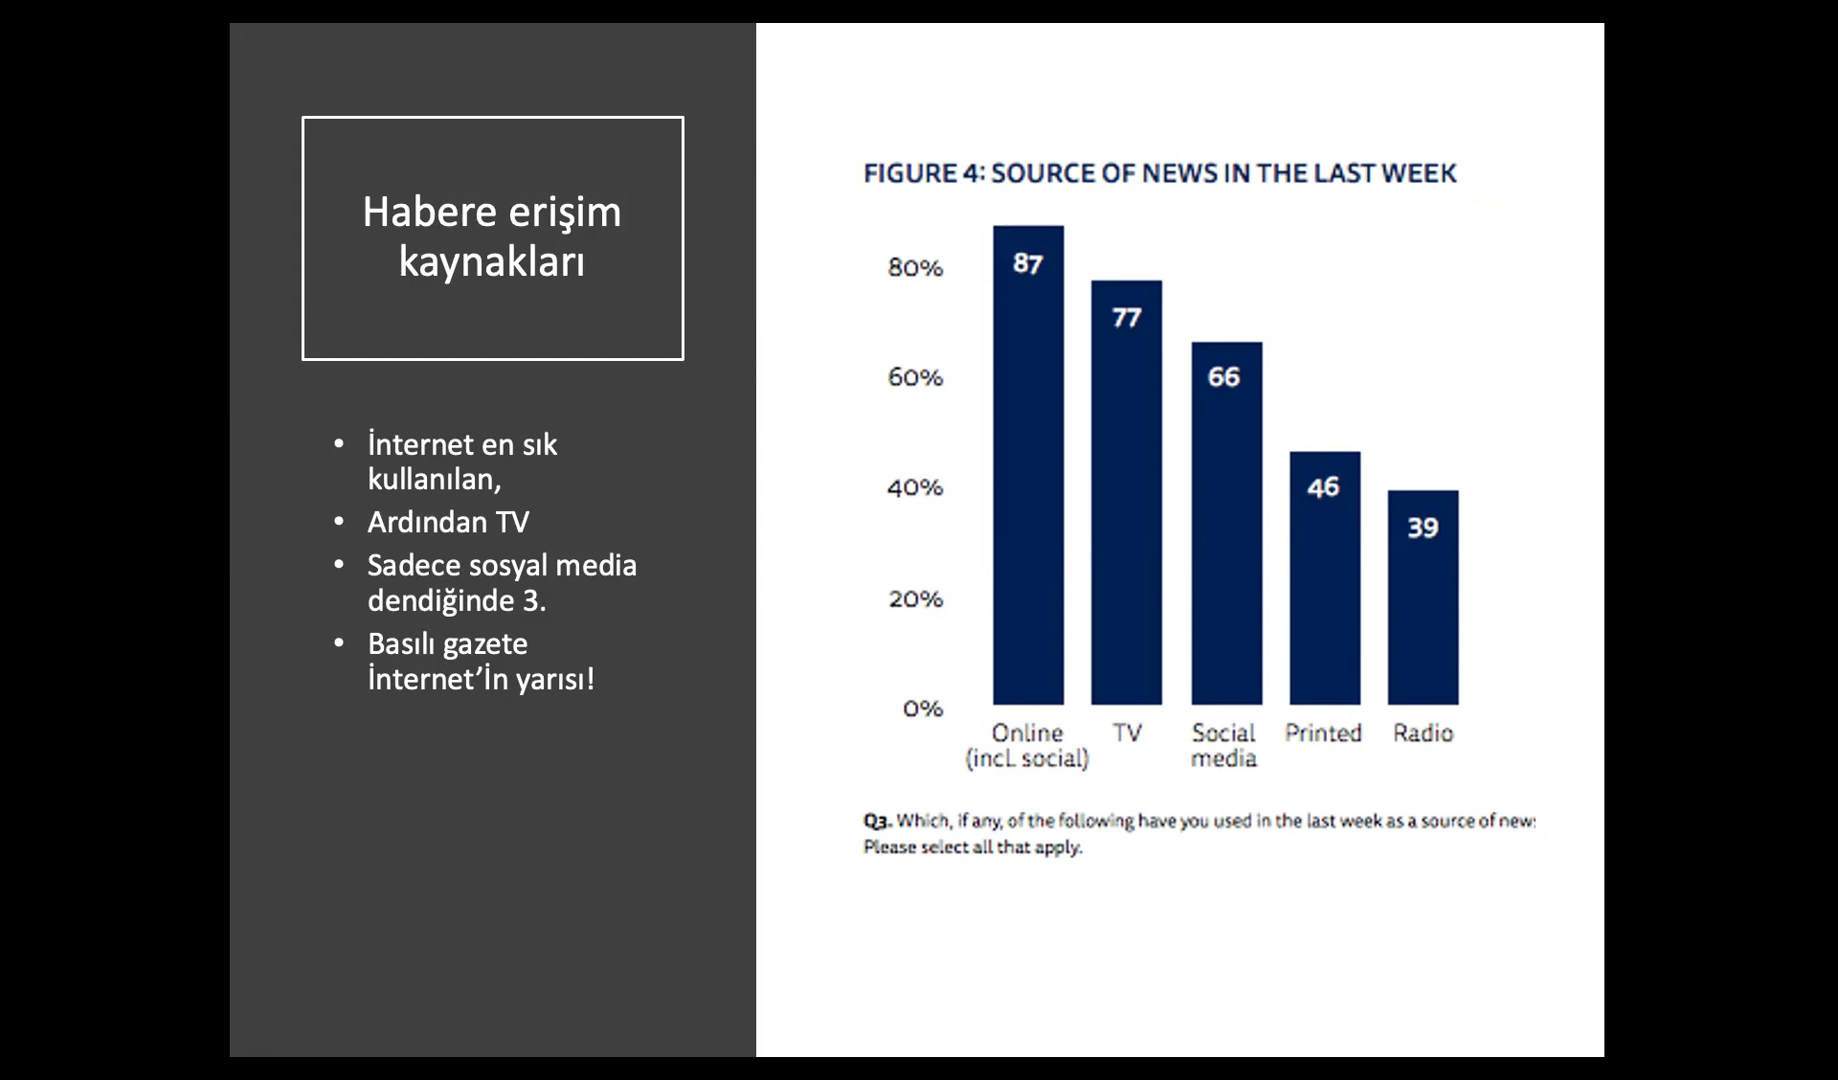 Habere erişim
kaynakları
• İnternet en sık
kullanılan,
• Ardından TV
• Sadece sosyal media
dendiğinde 3.
• Basılı gazete
İnternet’İn yarısı!
FIGURE 4: SOURCE OF NEWS IN THE LAST WEEK
80%
60%
40%
20%
0%
87
77
66
46
39
Online
(incl. social)
TV
Social
media
Printed
Radio
Q3. Which, if any, of the following have you used in the last week as a source of
Please select all that apply.